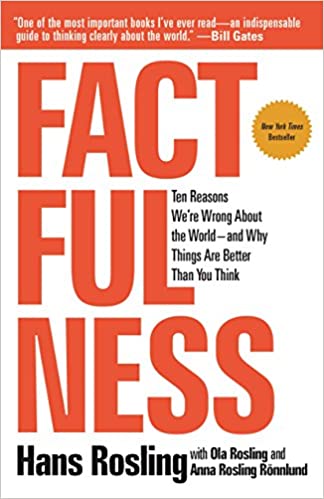 "One of the most important books I've ever read—an indispensable
guide to thinking clearly about the world." —Bill Gates
FACT
FUL
NESS
New York Times
Bestseller
Ten Reasons
We're Wrong About
the World—and Why
Things Are Better
Than You Think
Hans Rosling
with Ola Rosling and
Anna Rosling Rönnlund